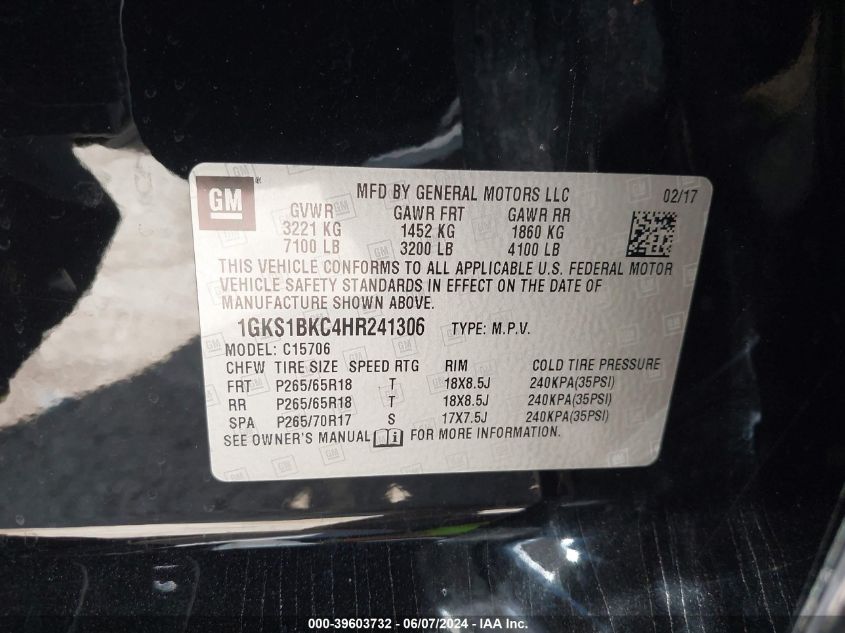 GM
MFD BY GENERAL MOTORS LLC 02/17
GVWR GAWR FRT GAWR RR
3221 KG 1452 KG 1860 KG
7100 LB 3200 LB 4100 LB
THIS VEHICLE CONFORMS TO ALL APPLICABLE U.S. FEDERAL MOTOR
VEHICLE SAFETY STANDARDS IN EFFECT ON THE DATE OF
MANUFACTURE SHOWN ABOVE.
1GKS1BKC4HR241306 TYPE: M.P.V.
MODEL: C15706
CHFW TIRE SIZE SPEED RTG RIM COLD TIRE PRESSURE
FRT P265/65R18 T 18X8.5J 240KPA(35PSI)
RR P265/65R18 T 18X8.5J 240KPA(35PSI)
SPA P265/70R17 S 17X7.5J 240KPA(35PSI)
SEE OWNER'S MANUAL FOR MORE INFORMATION.
000-39603732 - 06/07/2024 - IAA Inc.